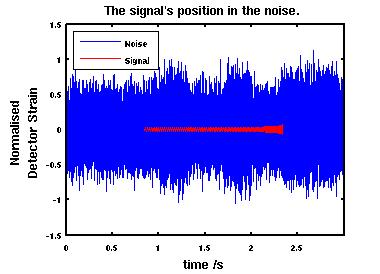 The signal's position in the noise.
Noise
Signal
Normalised
Detector Strain
1.5
1
0.5
0
-0.5
-1
-1.5
0 0.5 1 1.5 2 2.5
time /s